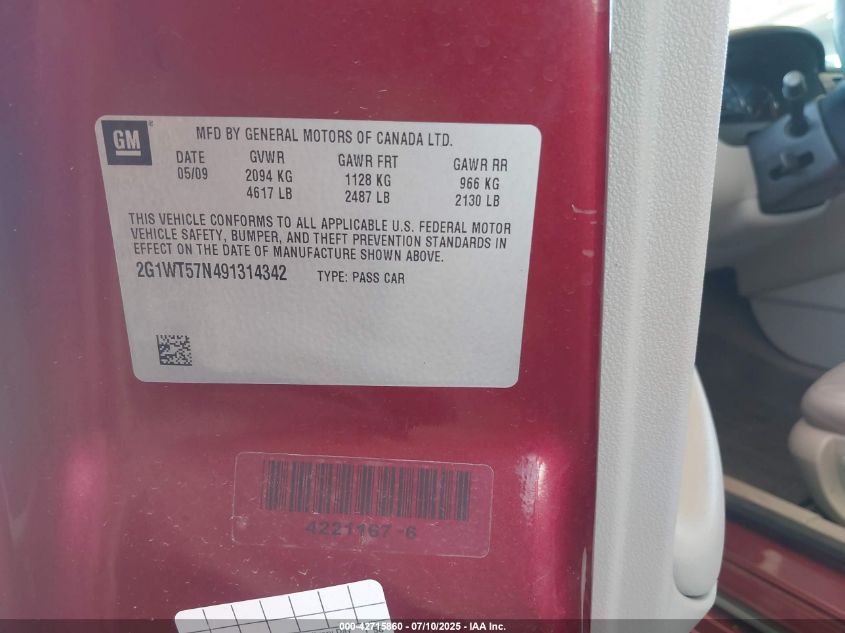 GM
MFD BY GENERAL MOTORS OF CANADA LTD.
DATE GVWR GAWR FRT GAWR RR
05/09 2094 KG 1128 KG 966 KG
4617 LB 2487 LB 2130 LB
THIS VEHICLE CONFORMS TO ALL APPLICABLE U.S. FEDERAL MOTOR
VEHICLE SAFETY, BUMPER, AND THEFT PREVENTION STANDARDS IN
EFFECT ON THE DATE OF MANUFACTURE SHOWN ABOVE.
2G1WT57N491314342 TYPE: PASS CAR
4221167 6
000-42715860 - 07/10/2025 - IAA Inc.